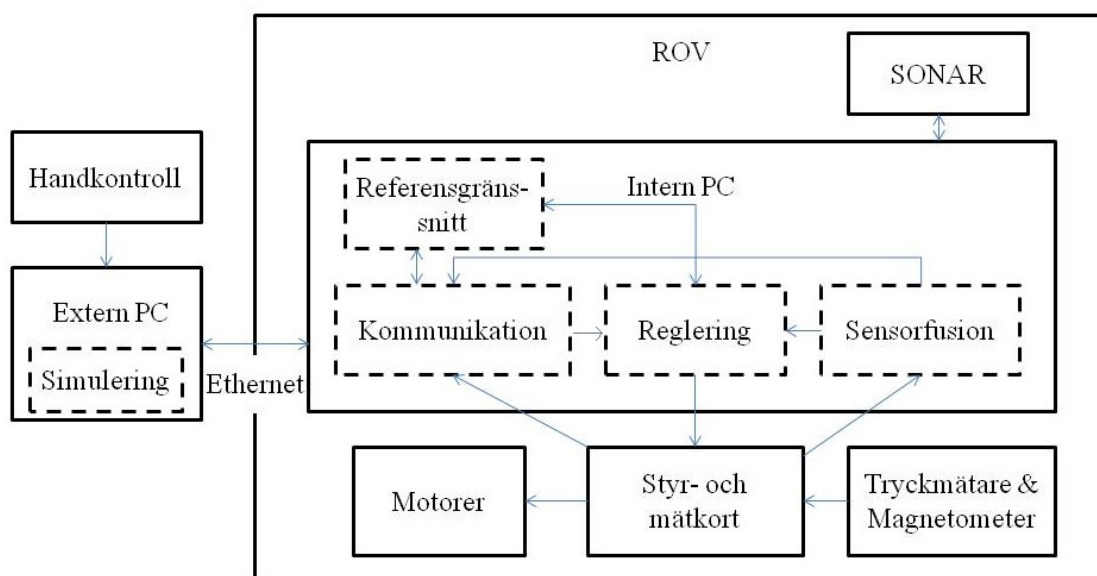 ROV
SONAR
Handkontroll
Referensgräns-
snitt
Intern PC
Extern PC
Kommunikation
Reglering
Sensorfusion
Simulering
Ethernet
Motorer
Styr- och
mätkort
Tryckmätare &
Magnetometer